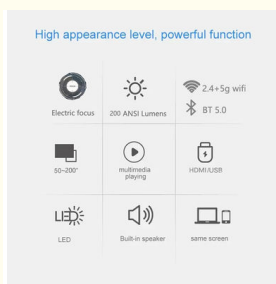 High appearance level, powerful function
Electric focus
200 ANSI Lumens
2.4+5g wifi
BT 5.0
50~200"
multimedia
playing
HDMI/USB
LED
LED
Built-in speaker
same screen